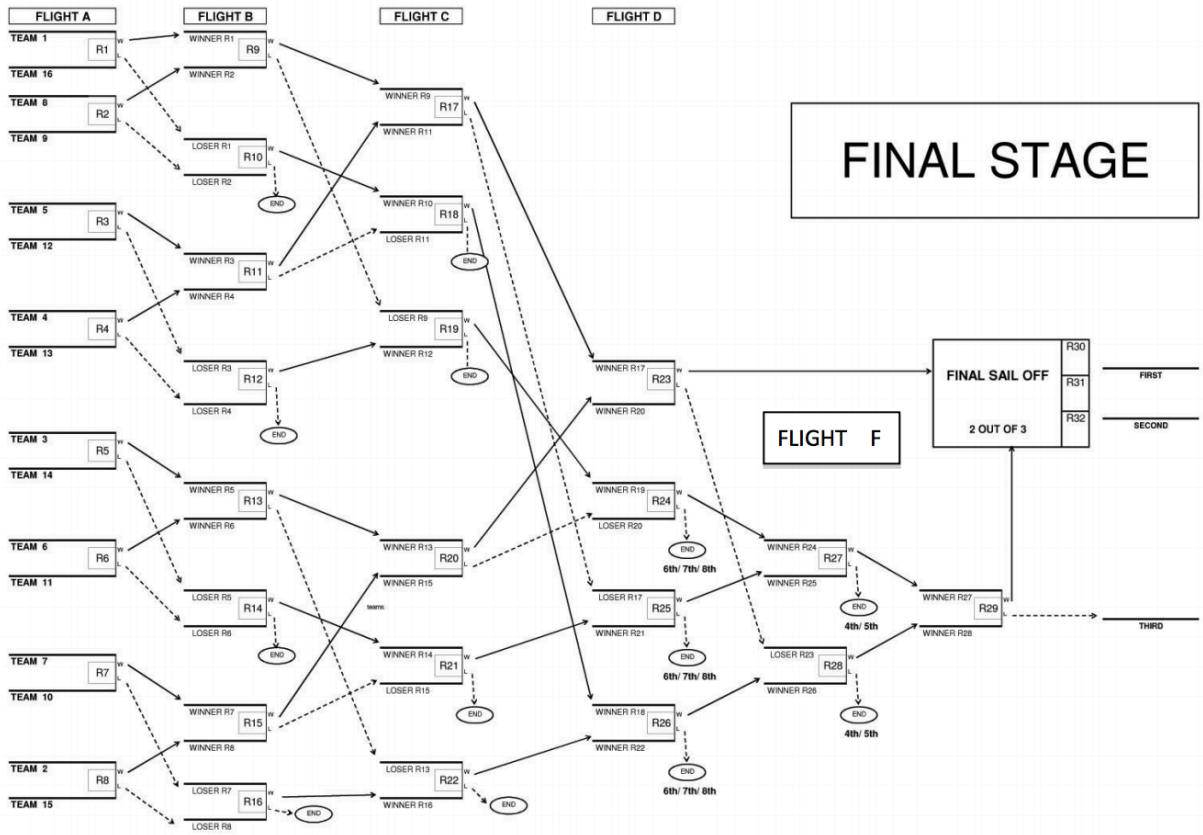 FLIGHT A
TEAM 1
R1
W
L
TEAM 16
TEAM 8
R2
W
L
TEAM 9
TEAM 5
R3
W
L
TEAM 12
TEAM 4
R4
W
L
TEAM 13
TEAM 3
R5
W
L
TEAM 14
TEAM 6
R6
W
L
TEAM 11
TEAM 7
R7
W
L
TEAM 10
TEAM 2
R8
W
L
TEAM 15
FLIGHT B
WINNER R1
R9
W
L
WINNER R2
LOSER R1
R10
W
L
LOSER R2
END
WINNER R3
R11
W
L
WINNER R4
LOSER R3
R12
W
L
LOSER R4
END
WINNER R5
R13
W
L
WINNER R6
LOSER R5
R14
W
L
LOSER R6
END
WINNER R7
R15
W
L
WINNER R8
LOSER R7
R16
W
L
LOSER R8
END
FLIGHT C
WINNER R9
R17
W
L
WINNER R11
WINNER R10
R18
W
L
LOSER R11
END
LOSER R9
R19
W
L
WINNER R12
END
WINNER R13
R20
W
L
WINNER R15
teams
WINNER R14
R21
W
L
LOSER R15
END
LOSER R13
R22
W
L
WINNER R16
END
FLIGHT D
WINNER R17
R23
W
L
WINNER R20
WINNER R19
R24
W
L
LOSER R20
END
6th/ 7th/ 8th
LOSER R17
R25
W
L
WINNER R21
END
6th/ 7th/ 8th
WINNER R18
R26
W
L
WINNER R22
END
6th/ 7th/ 8th
FINAL STAGE
FLIGHT F
WINNER R24
R27
W
L
WINNER R25
END
4th/ 5th
LOSER R23
R28
W
L
WINNER R26
END
4th/ 5th
WINNER R27
R29
W
L
WINNER R28
FINAL SAIL OFF
2 OUT OF 3
R30
R31
R32
FIRST
SECOND
THIRD